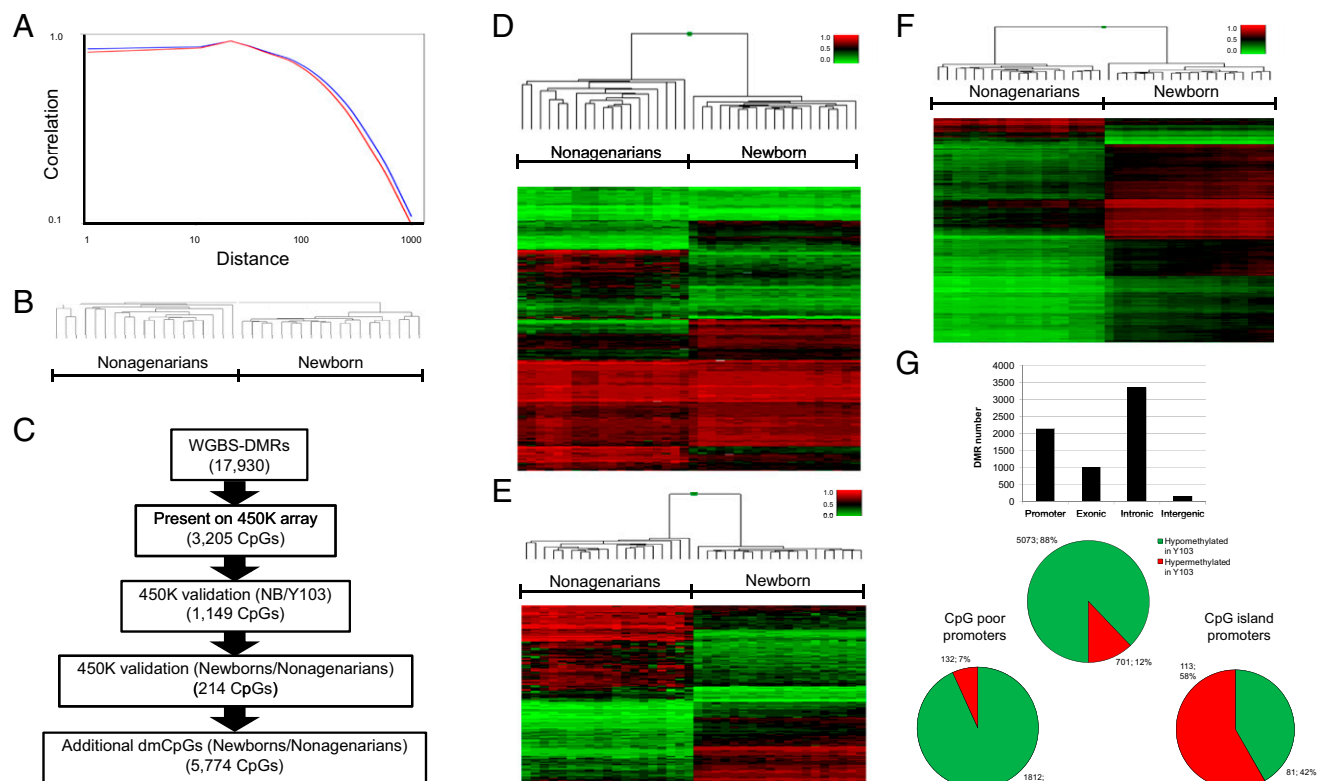 A
1.0
Correlation
0.1
1
10
100
1000
Distance
B
Nonagenarians
Newborn
C
WGBS-DMRs
(17,930)
Present on 450K array
(3,205 CpGs)
450K validation (NB/Y103)
(1,149 CpGs)
450K validation (Newborns/Nonagenarians)
(214 CpGs)
Additional dmCpGs (Newborns/Nonagenarians)
(5,774 CpGs)
D
1.0
0.5
0.0
Nonagenarians
Newborn
E
1.0
0.5
0.0
Nonagenarians
Newborn
F
1.0
0.5
0.0
Nonagenarians
Newborn
G
4000
3500
3000
2500
2000
1500
1000
500
0
DMR number
Promoter
Exonic
Intronic
Intergenic
5073; 88%
Hypomethylated
in Y103
Hypermethylated
in Y103
701; 12%
CpG poor
promoters
132; 7%
1812;
CpG island
promoters
113;
58%
81; 42%